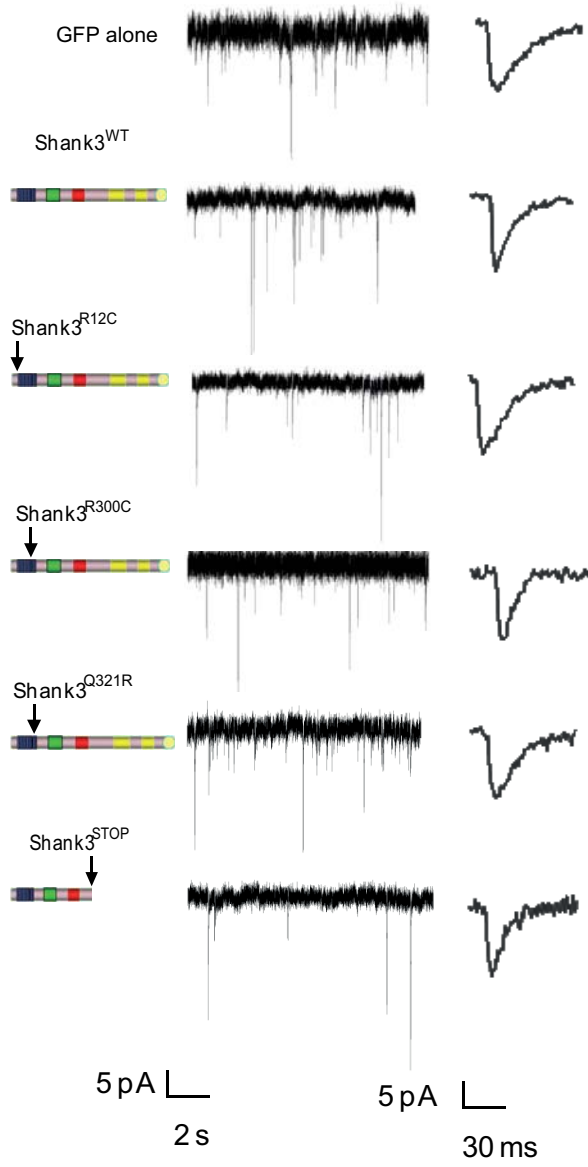 GFP alone
Shank3WT
Shank3R12C
Shank3R300C
Shank3Q321R
Shank3STOP
5 pA
2 s
5 pA
30 ms